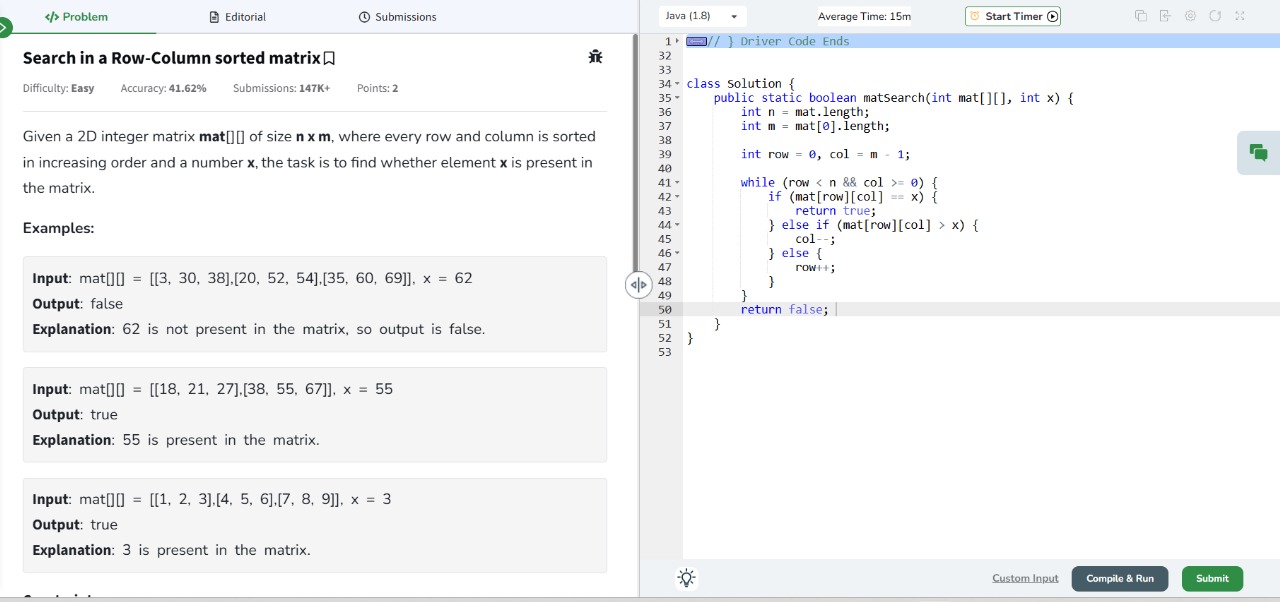 Problem
Editorial
Submissions
Search in a Row-Column sorted matrix
Difficulty: Easy Accuracy: 41.62% Submissions: 147K+ Points: 2
Given a 2D integer matrix mat[][] of size n x m, where every row and column is sorted
in increasing order and a number x, the task is to find whether element x is present in
the matrix.
Examples:
Input: mat[][] = [[3, 30, 38],[20, 52, 54],[35, 60, 69]], x = 62
Output: false
Explanation: 62 is not present in the matrix, so output is false.
Input: mat[][] = [[18, 21, 27],[38, 55, 67]], x = 55
Output: true
Explanation: 55 is present in the matrix.
Input: mat[][] = [[1, 2, 3],[4, 5, 6],[7, 8, 9]], x = 3
Output: true
Explanation: 3 is present in the matrix.
Java (1.8)
Average Time: 15m
Start Timer
1 // } Driver Code Ends
32
33
34 class Solution {
35 public static boolean matSearch(int mat[][], int x) {
36 int n = mat.length;
37 int m = mat[0].length;
38
39 int row = 0, col = m - 1;
40
41 while (row < n && col >= 0) {
42 if (mat[row][col] == x) {
43 return true;
44 } else if (mat[row][col] > x) {
45 col--;
46 } else {
47 row++;
48 }
49 }
50 return false;
51 }
52 }
53
Custom Input
Compile & Run
Submit